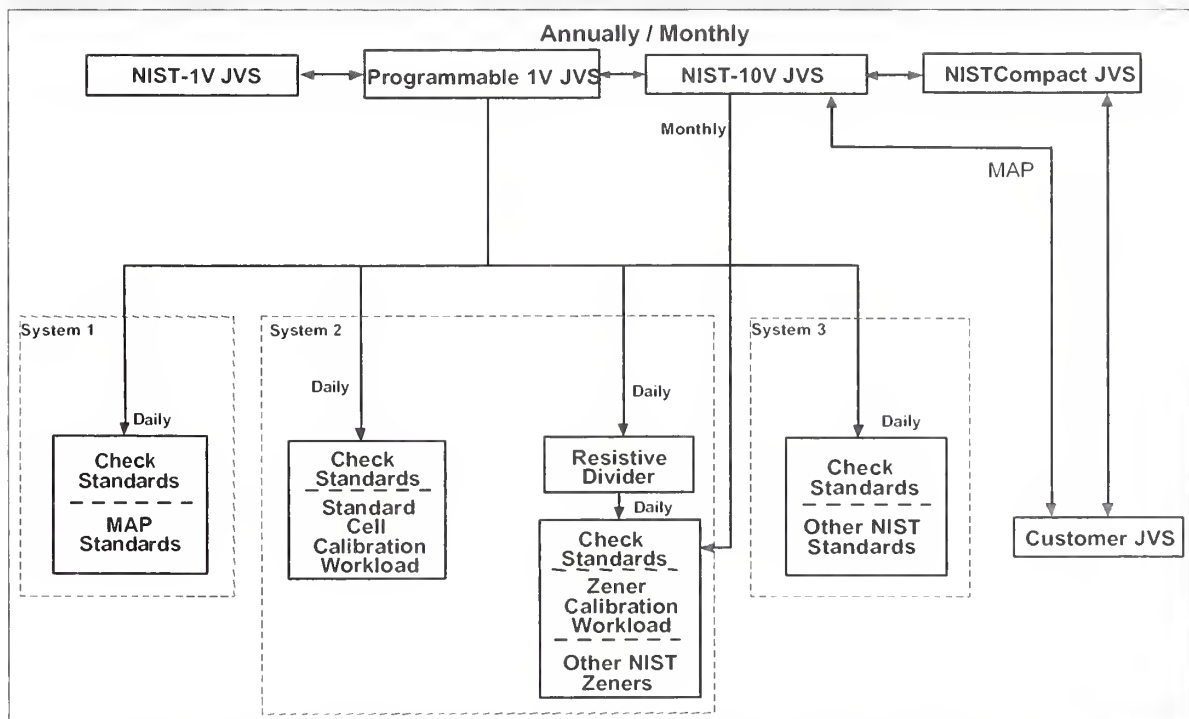 Annually / Monthly
NIST-1V JVS
Programmable 1V JVS
NIST-10V JVS
NISTCompact JVS
Monthly
MAP
System 1
System 2
System 3
Daily
Daily
Daily
Daily
Check
Standards
MAP
Standards
Check
Standards
Standard
Cell
Calibration
Workload
Resistive
Divider
Daily
Check
Standards
Zener
Calibration
Workload
Other NIST
Zeners
Check
Standards
Other NIST
Standards
Customer JVS